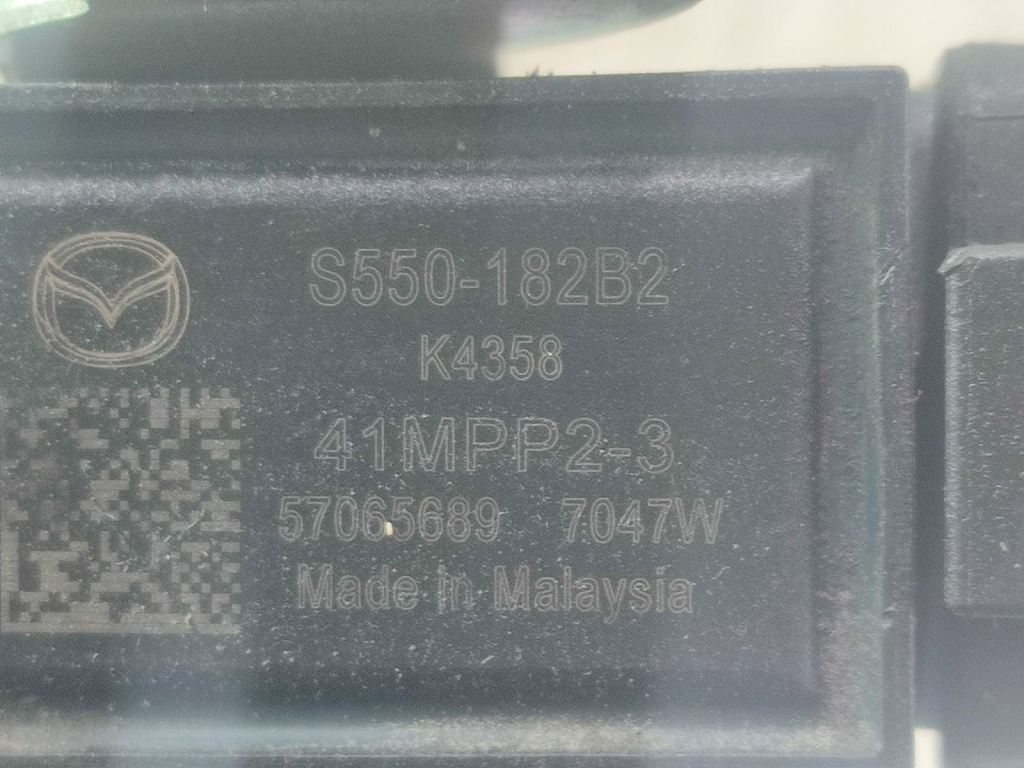 S550-182B2
K4358
41MPP2-3
57065689 7047W
Made in Malaysia